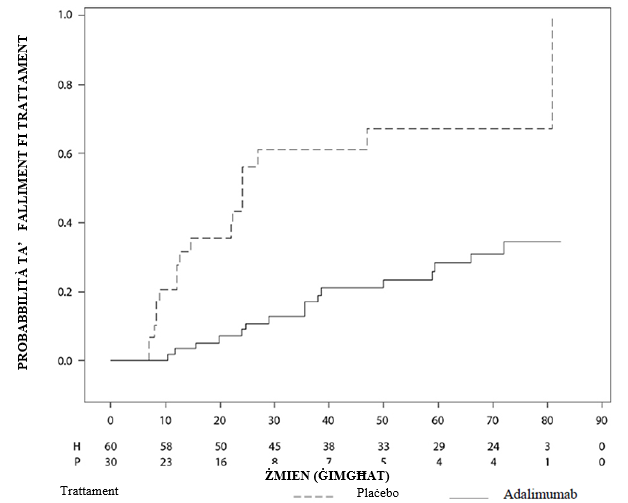 PROBABBILITÀ TA' FALLIMENT FI TRATTAMENT
1.0
0.8
0.6
0.4
0.2
0.0
0 10 20 30 40 50 60 70 80 90
H 60 58 50 45 38 33 29 24 3 0
P 30 23 16 8 7 5 4 4 1 0
ŻMIEN (ĠIMGĦAT)
Trattament Plaċebo Adalimumab